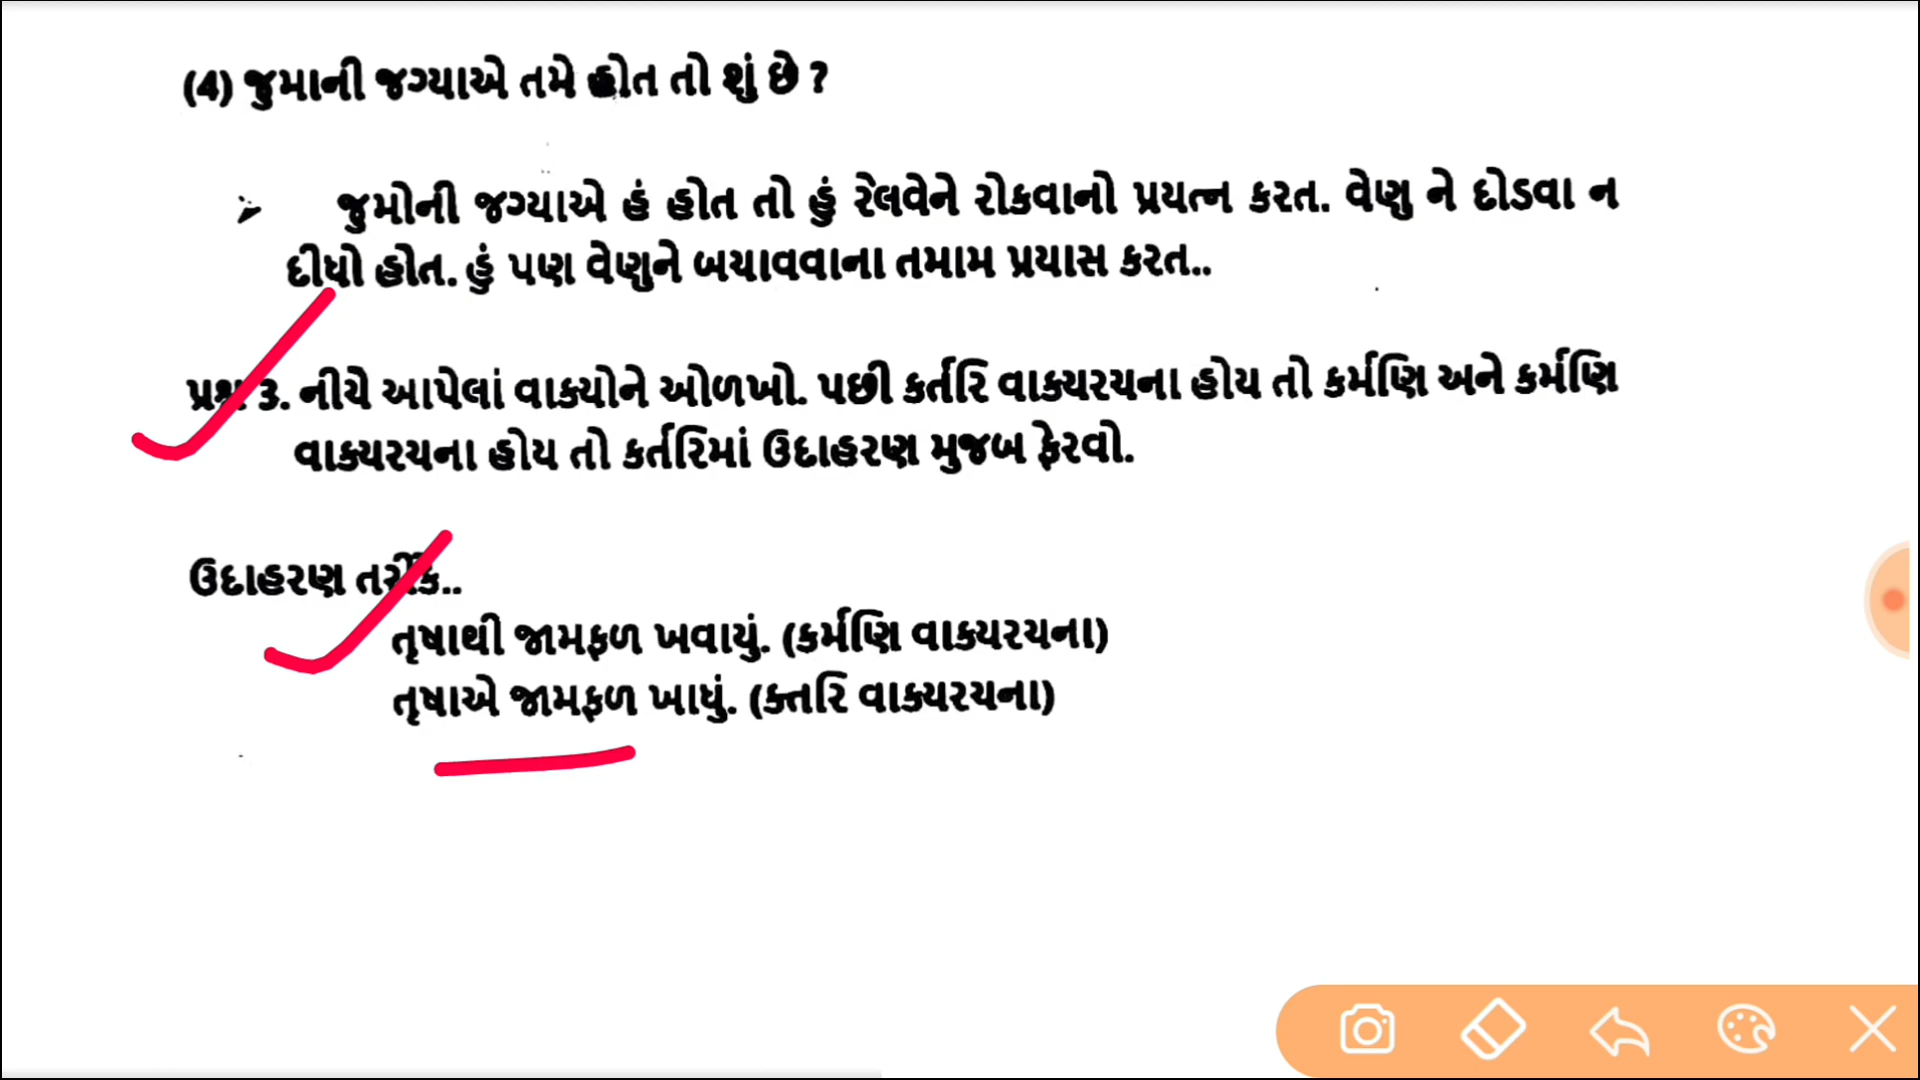 (4) જુમાની જગ્યાએ તમે હોત તો શું છે ?
જુમોની જગ્યાએ હં હોત તો હું રેલવેને રોકવાનો પ્રયત્ન કરત. વેણુ ને દોડવા ન
દીધો હોત. હું પણ વેણુને બચાવવાના તમામ પ્રયાસ કરત..
પ્રશ્ન ૩. નીચે આપેલાં વાક્યોને ઓળખો. પછી કર્તરિ વાક્યરચના હોય તો કર્મણિ અને કર્મણિ
વાક્યરચના હોય તો કર્તરિમાં ઉદાહરણ મુજબ ફેરવો.
ઉદાહરણ તરીકે..
તૃષાથી જામફળ ખવાયું. (કર્મણિ વાક્યરચના)
તૃષાએ જામફળ ખાધું. (ક્તરિ વાક્યરચના)